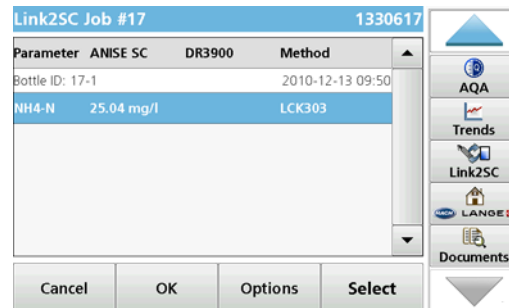 Link2SC Job #17 1330617
Parameter ANISE SC DR3900 Method
Bottle ID: 17-1 2010-12-13 09:50
NH4-N 25.04 mg/l LCK303
AQA
Trends
Link2SC
HACH LANGE
Documents
Cancel OK Options Select